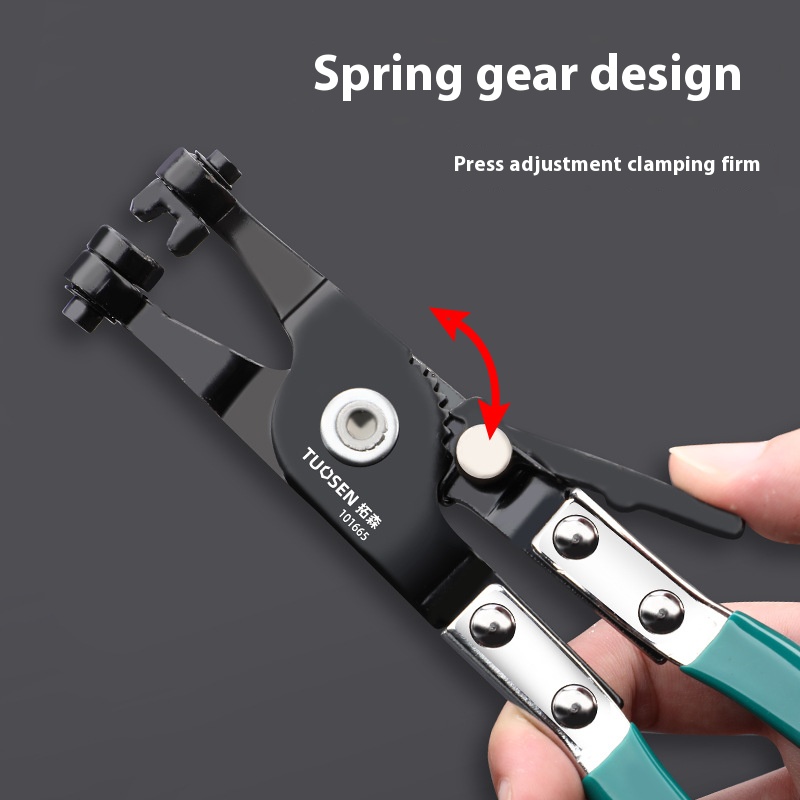 Spring gear design
Press adjustment clamping firm
TUOSEN 拓森
101665